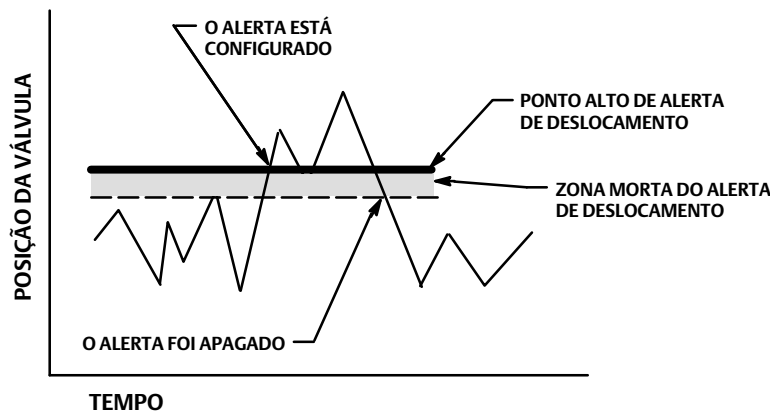 O ALERTA ESTÁ
CONFIGURADO
PONTO ALTO DE ALERTA
DE DESLOCAMENTO
ZONA MORTA DO ALERTA
DE DESLOCAMENTO
POSIÇÃO DA VÁLVULA
O ALERTA FOI APAGADO
TEMPO